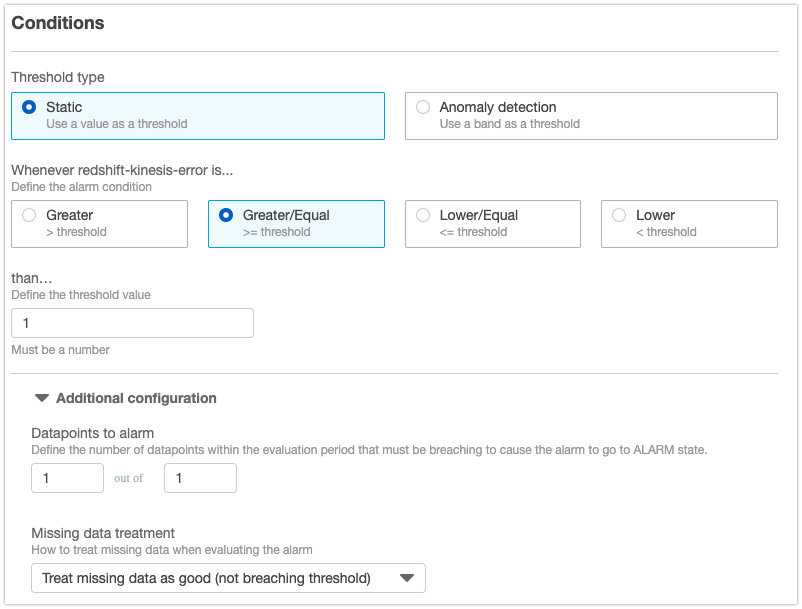 Conditions
Threshold type
Static
Use a value as a threshold
Anomaly detection
Use a band as a threshold
Whenever redshift-kinesis-error is...
Define the alarm condition
Greater
> threshold
Greater/Equal
>= threshold
Lower/Equal
<= threshold
Lower
< threshold
than…
Define the threshold value
1
Must be a number
Additional configuration
Datapoints to alarm
Define the number of datapoints within the evaluation period that must be breaching to cause the alarm to go to ALARM state.
1 out of 1
Missing data treatment
How to treat missing data when evaluating the alarm
Treat missing data as good (not breaching threshold)